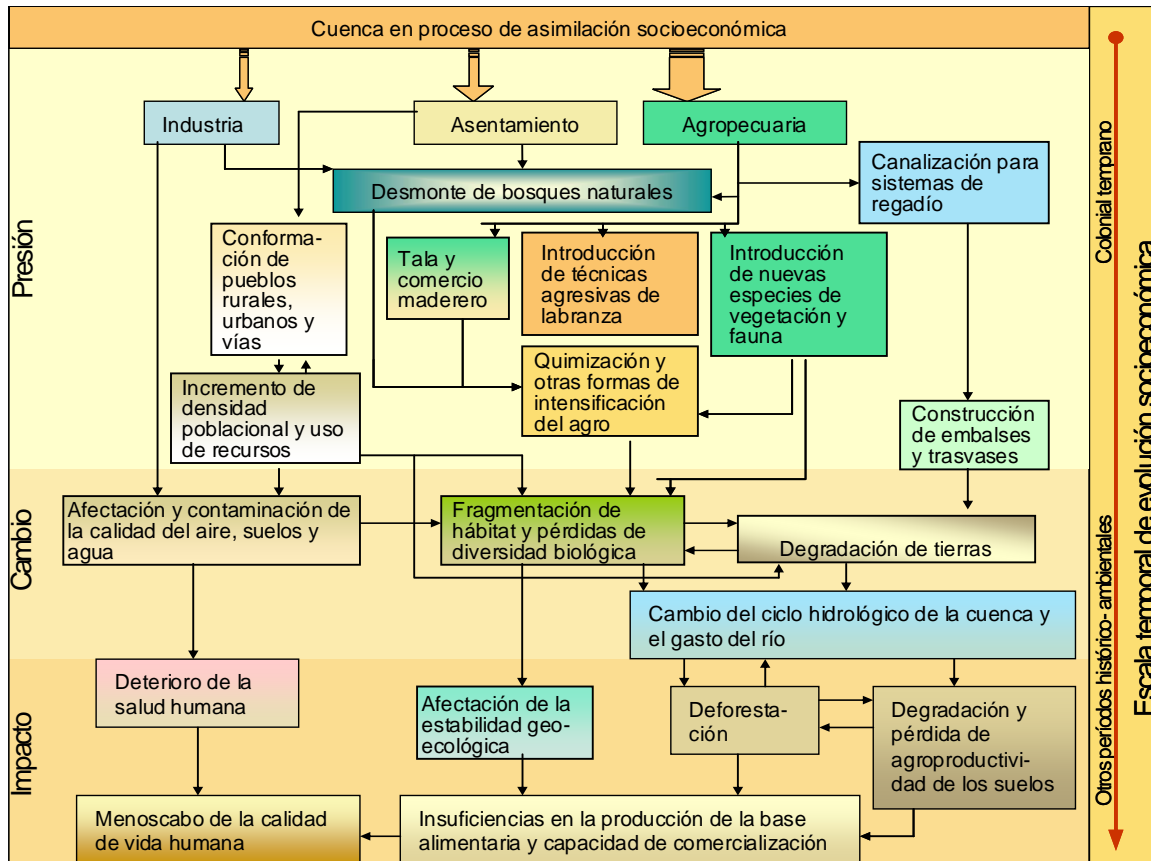 Cuenca en proceso de asimilación socioeconómica
Industria
Asentamiento
Agropecuaria
Desmonte de bosques naturales
Canalización para
sistemas de
regadío
Conforma-
ción de
pueblos
rurales,
urbanos y
vías
Tala y
comercio
maderero
Introducción
de técnicas
agresivas de
labranza
Introducción
de nuevas
especies de
vegetación y
fauna
Quimización y
otras formas de
intensificación
del agro
Incremento de
densidad
poblacional y uso
de recursos
Construcción
de embalses
y trasvases
Presión
Afectación y contaminación de
la calidad del aire, suelos y
agua
Fragmentación de
hábitat y pérdidas de
diversidad biológica
Degradación de tierras
Cambio del ciclo hidrológico de la cuenca y
el gasto del río
Cambio
Deterioro de la
salud humana
Afectación de la
estabilidad geo-
ecológica
Deforesta-
ción
Degradación y
pérdida de
agroproductivi-
dad de los suelos
Menoscabo de la calidad
de vida humana
Insuficiencias en la producción de la base
alimentaria y capacidad de comercialización
Impacto
Colonial temprano
Otros períodos histórico- ambientales
Escala temporal de evolución socioeconómica